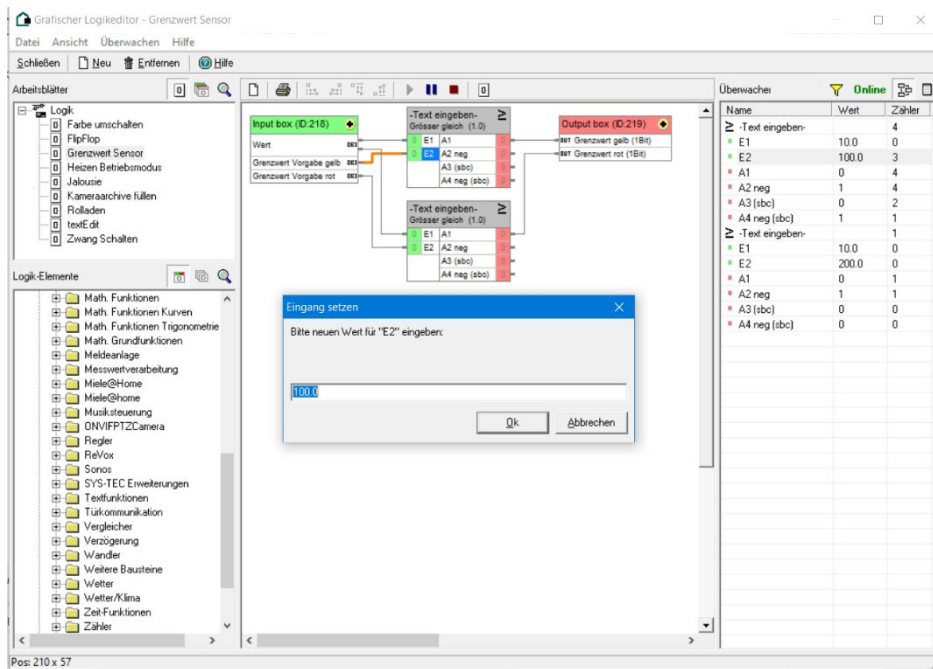 Grafischer Logikeditor - Grenzwert Sensor
Datei Ansicht Überwachen Hilfe
Schließen Neu Entfernen Hilfe
Arbeitsblätter
Logik
Farbe umschalten
FlipFlop
Grenzwert Sensor
Heizen Betriebsmodus
Jalousie
Kameraarchive füllen
Rolladen
textEdit
Zwang Schalten
Logik-Elemente
Math. Funktionen
Math. Funktionen Kurven
Math. Funktionen Trigonometrie
Math. Grundfunktionen
Meldeanlage
Messwertverarbeitung
Miele@Home
Miele@home
Musiksteuerung
ONVIFPTZCamera
Regler
ReVox
Sonos
SYS-TEC Erweiterungen
Textfunktionen
Türkommunikation
Vergleicher
Verzögerung
Wandler
Weitere Bausteine
Wetter
Wetter/Klima
Zeit-Funktionen
Zähler
Input box (ID:218)
Wert
Grenzwert Vorgabe gelb
Grenzwert Vorgabe rot
-Text eingeben- ≥
Grösser gleich (1.0)
0 E1 A1
0 E2 A2 neg
A3 (sbc)
A4 neg (sbc)
-Text eingeben- ≥
Grösser gleich (1.0)
0 E1 A1
0 E2 A2 neg
A3 (sbc)
A4 neg (sbc)
Output box (ID:219)
OUT Grenzwert gelb (1Bit)
OUT Grenzwert rot (1Bit)
Eingang setzen
Bitte neuen Wert für "E2" eingeben:
100.0
Ok Abbrechen
Überwacher Online
Name Wert Zähler
≥ -Text eingeben- 4
E1 10.0 0
E2 100.0 3
A1 0 4
A2 neg 1 4
A3 (sbc) 0 2
A4 neg (sbc) 1 1
≥ -Text eingeben- 1
E1 10.0 0
E2 200.0 0
A1 0 1
A2 neg 1 1
A3 (sbc) 0 0
A4 neg (sbc) 0 0
Pos: 210 x 57